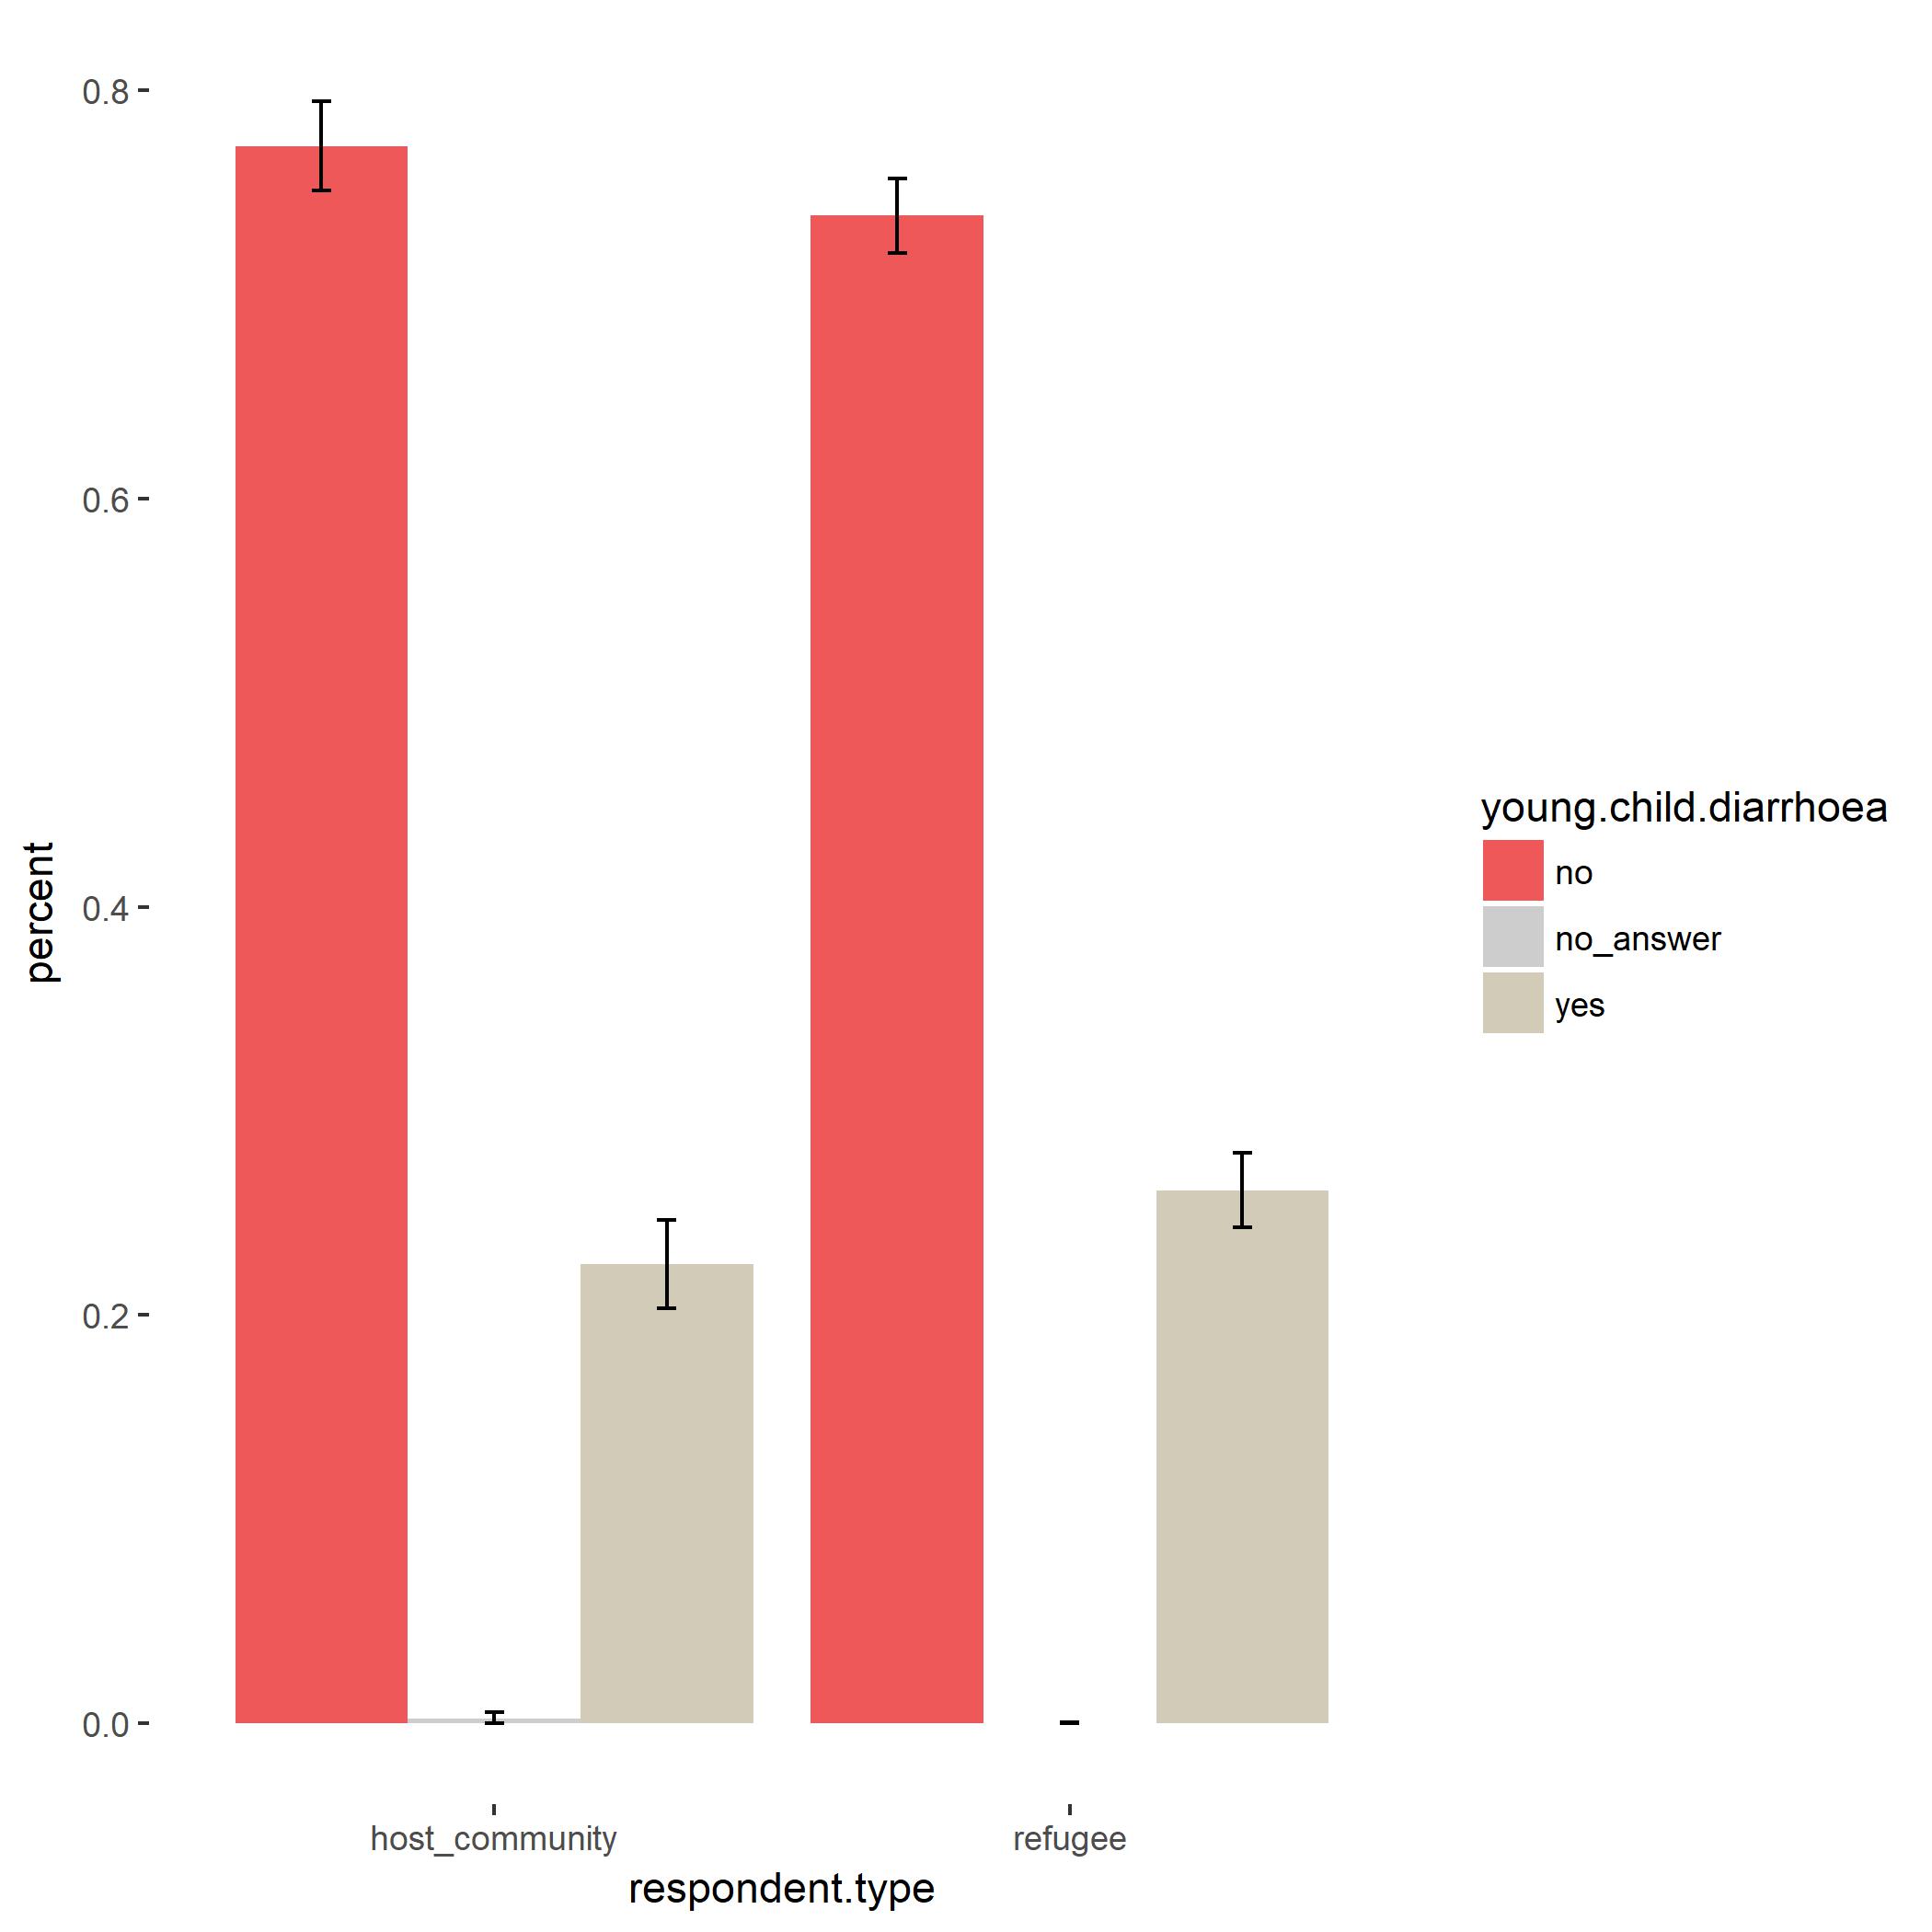 percent
0.8
0.6
0.4
0.2
0.0
host_community
refugee
respondent.type
young.child.diarrhoea
no
no_answer
yes